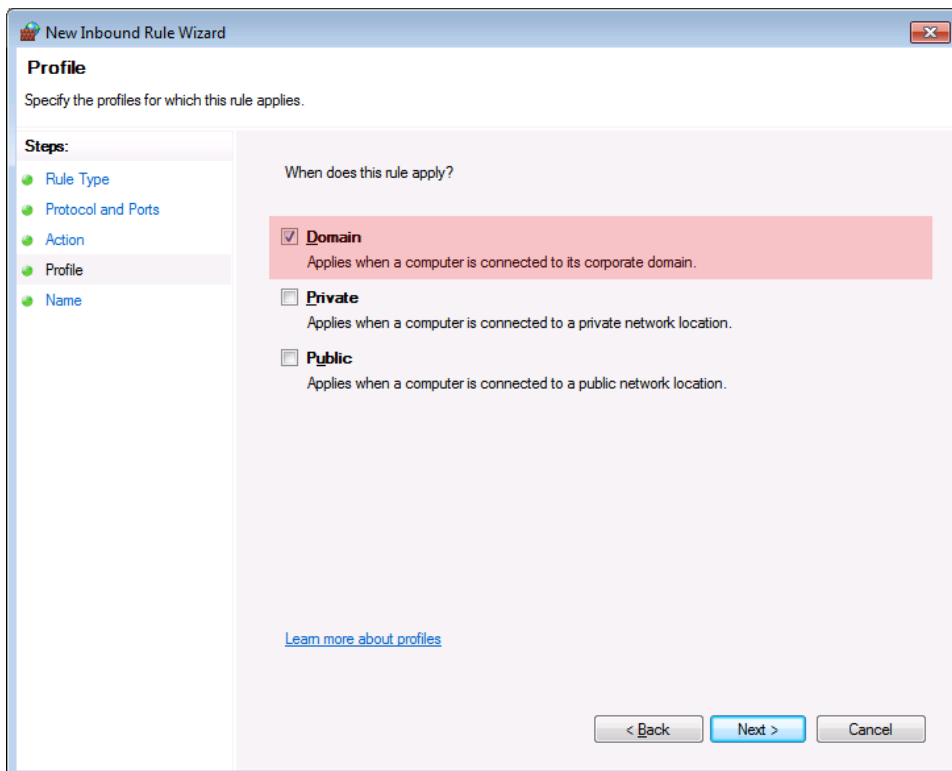 New Inbound Rule Wizard
Profile
Specify the profiles for which this rule applies.
Steps:
Rule Type
Protocol and Ports
Action
Profile
Name
When does this rule apply?
Domain
Applies when a computer is connected to its corporate domain.
Private
Applies when a computer is connected to a private network location.
Public
Applies when a computer is connected to a public network location.
Learn more about profiles
< Back Next > Cancel